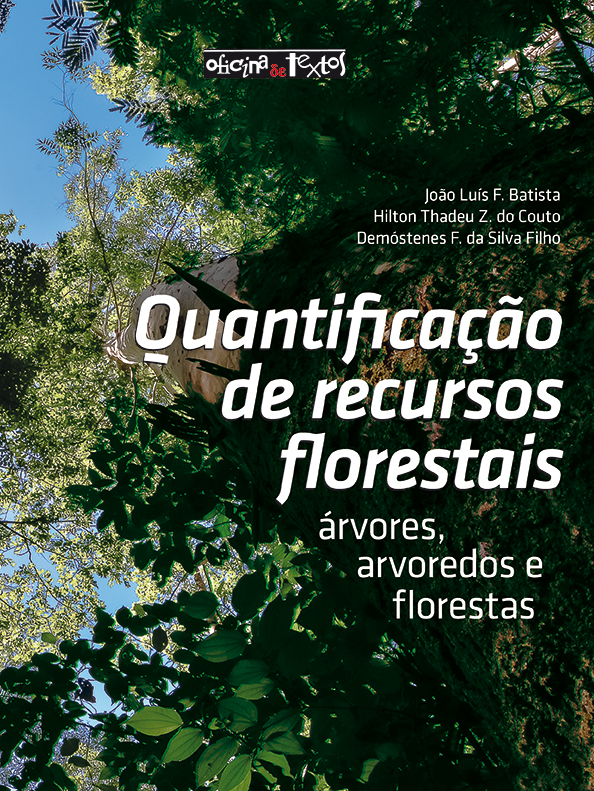 oficina de textos
João Luís F. Batista
Hilton Thadeu Z. do Couto
Demóstenes F. da Silva Filho
Quantificação
de recursos
florestais
árvores,
arvoredos e
florestas